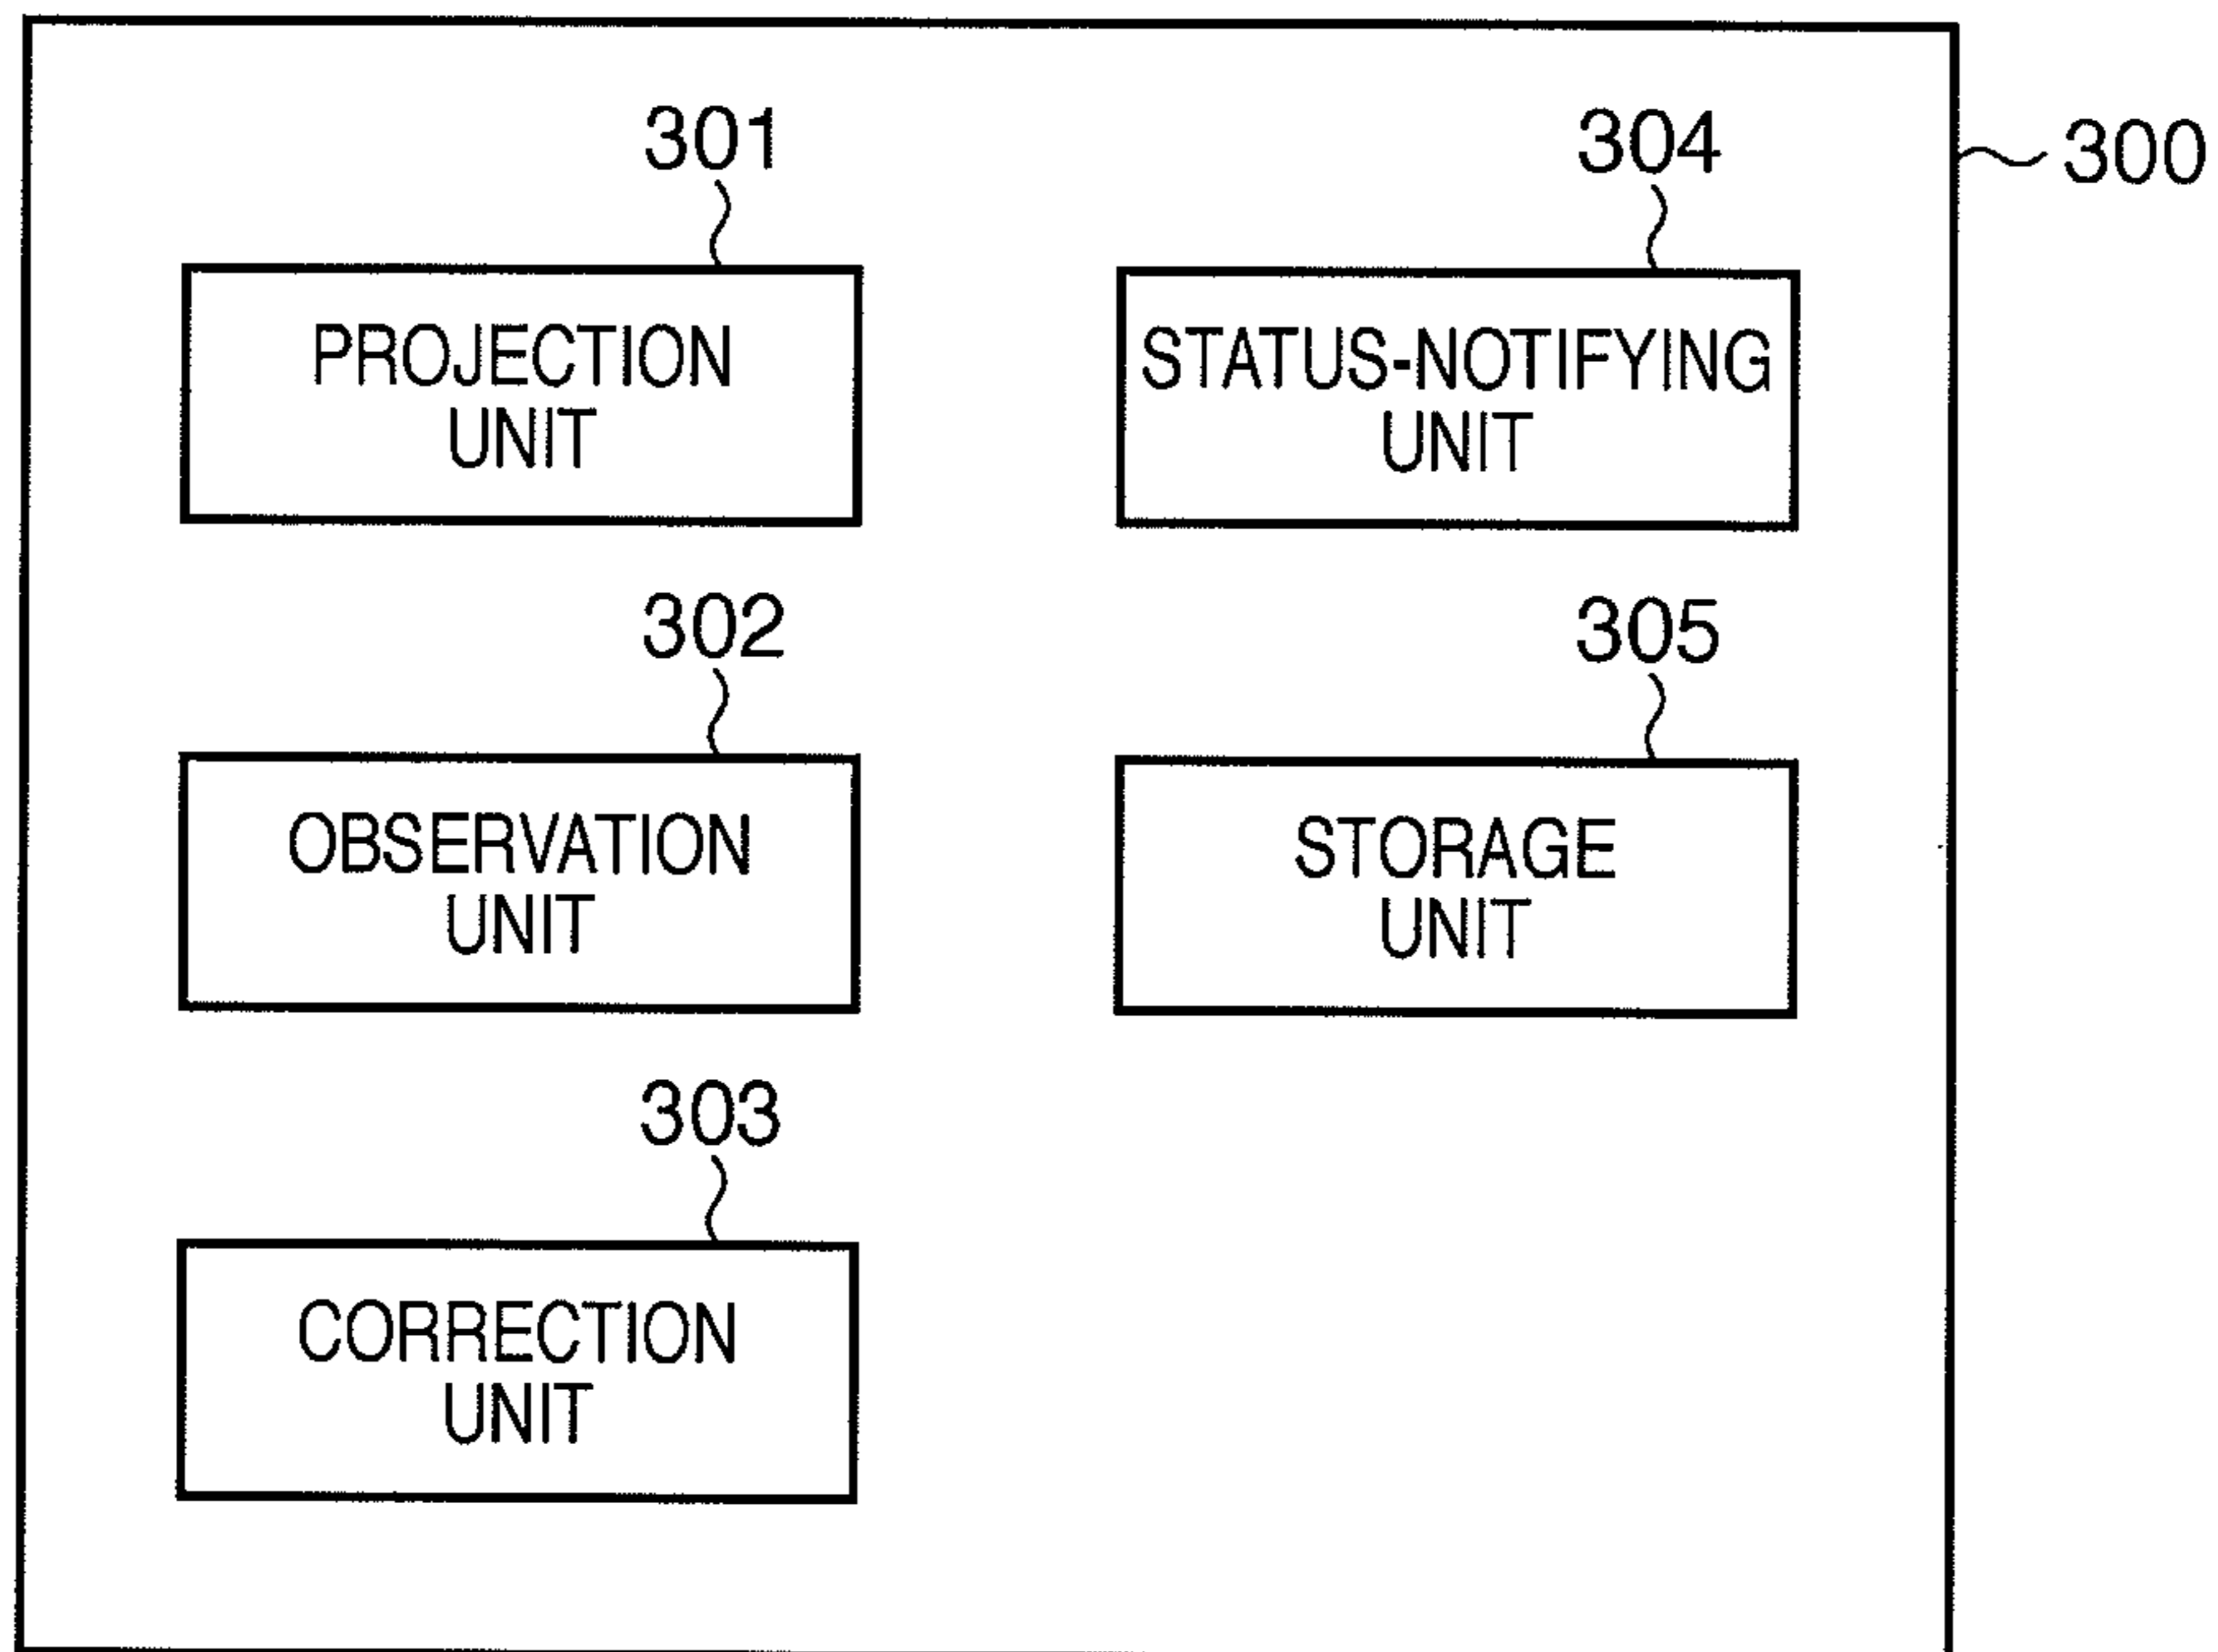 300
301
PROJECTION
UNIT
304
STATUS-NOTIFYING
UNIT
302
OBSERVATION
UNIT
305
STORAGE
UNIT
303
CORRECTION
UNIT